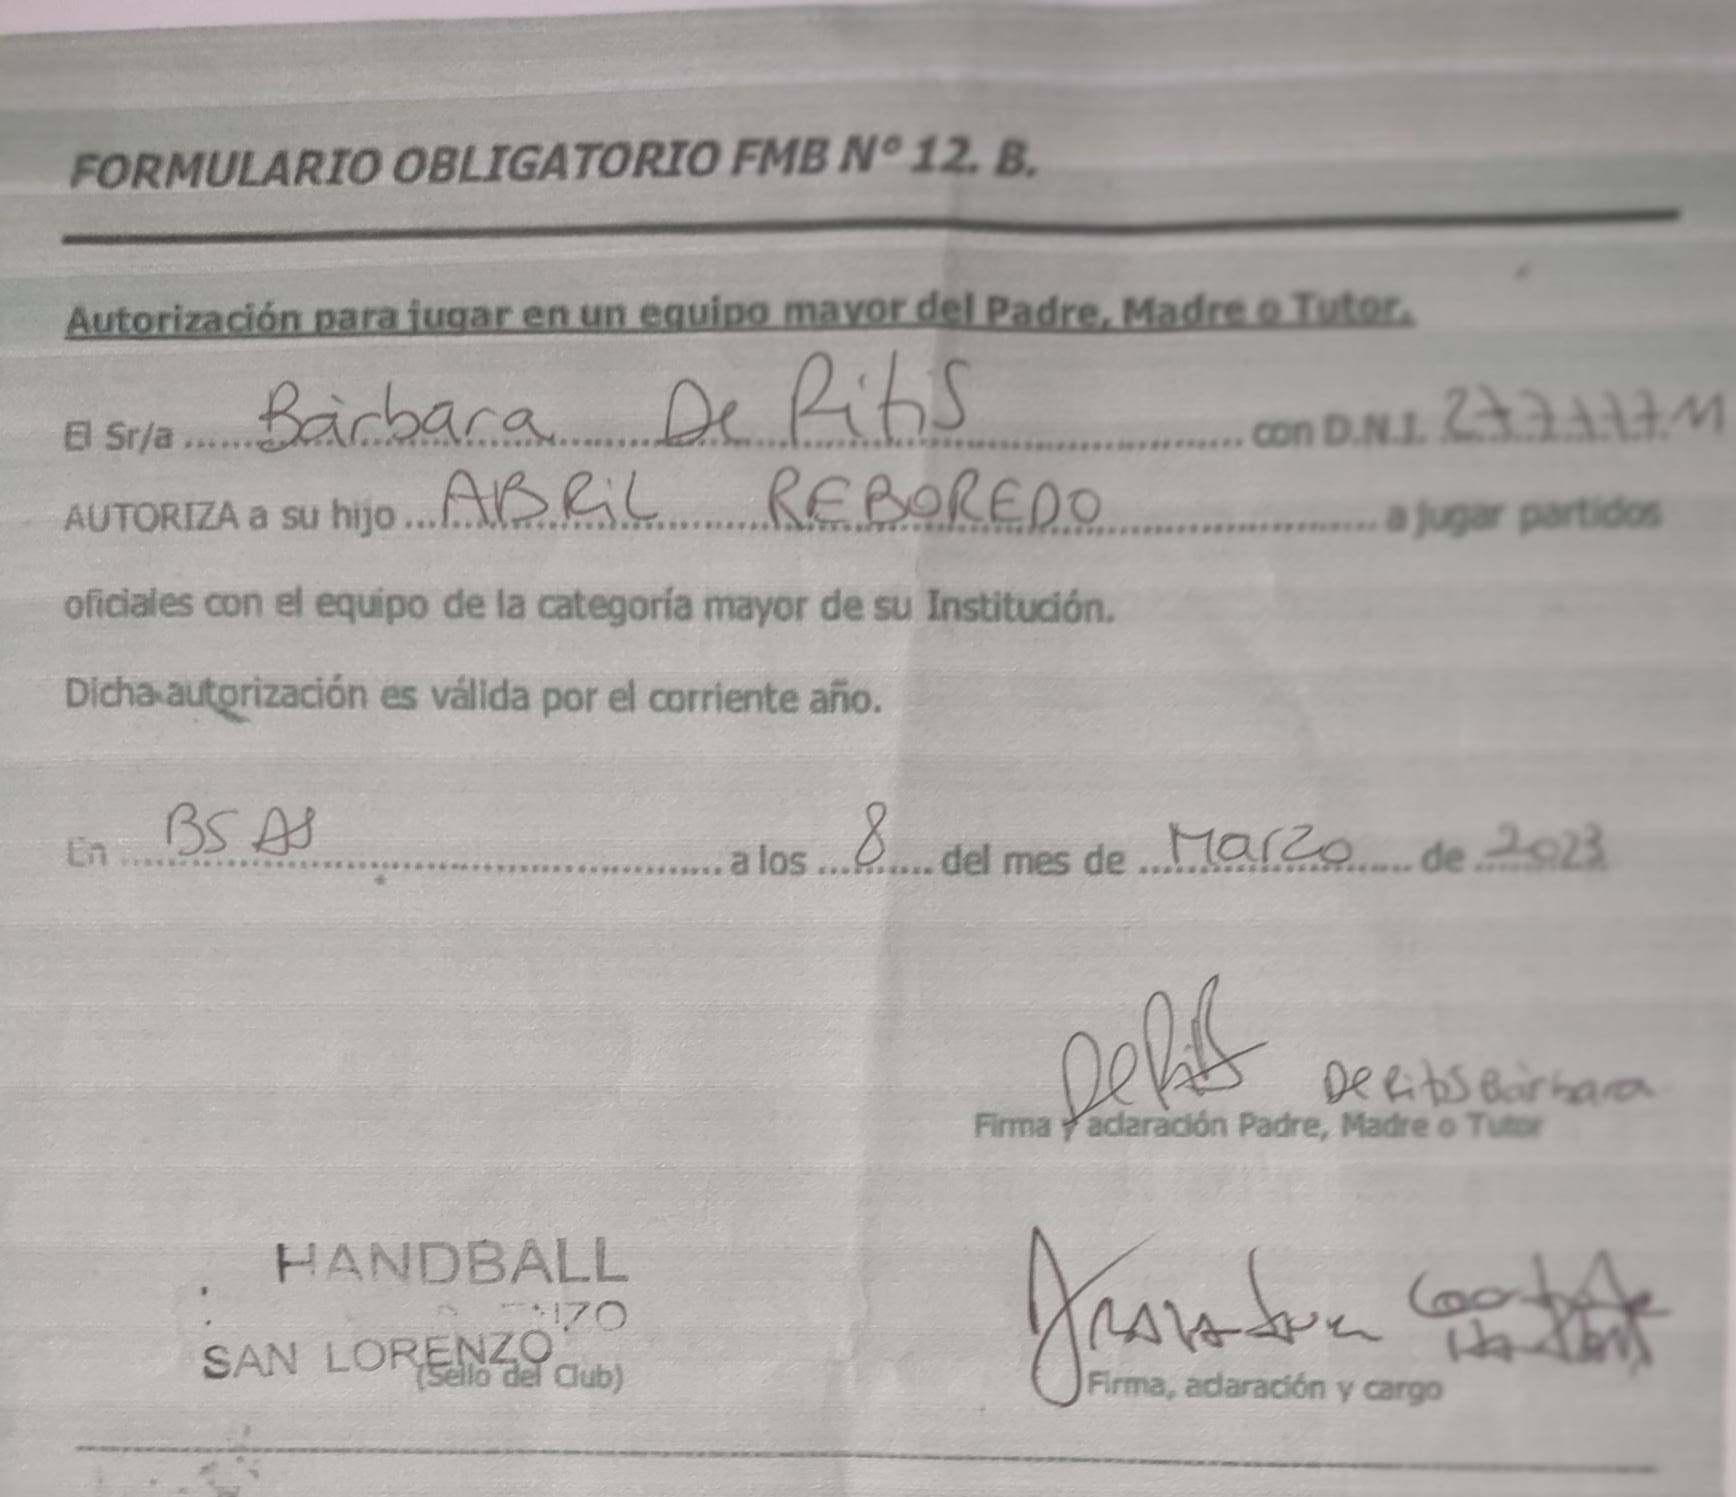 FORMULARIO OBLIGATORIO FMB N° 12. B.
Autorización para jugar en un equipo mayor del Padre, Madre o Tutor.
El Sr/a Bárbara De Ritis con D.N.I.
AUTORIZA a su hijo ABRIL REBOREDO a jugar partidos
oficiales con el equipo de la categoría mayor de su Institución.
Dicha autorización es válida por el corriente año.
En BS AS a los 8 del mes de Marzo de 2023
De Ritis De Ritis Bárbara
Firma y aclaración Padre, Madre o Tutor
HANDBALL
SAN LORENZO
(Sello del Club)
Firma, aclaración y cargo